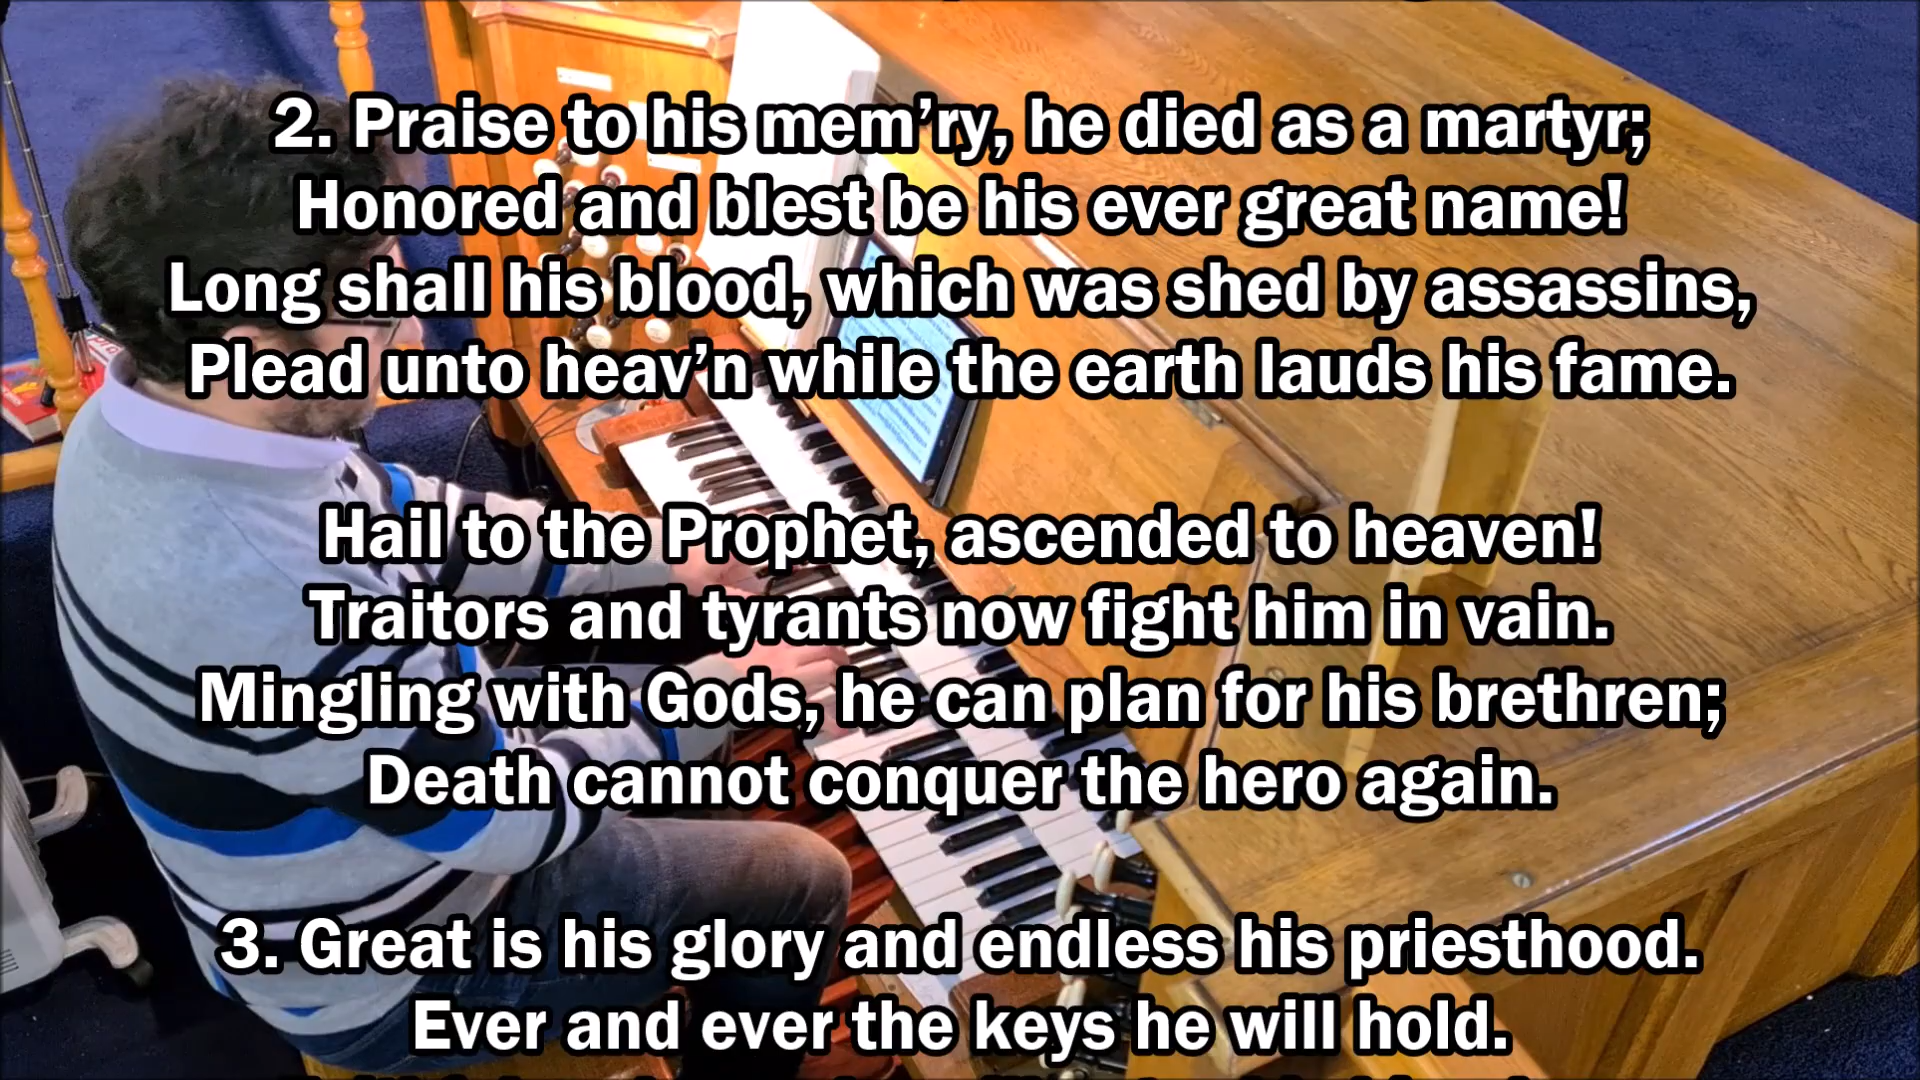 2. Praise to his mem’ry, he died as a martyr;
Honored and blest be his ever great name!
Long shall his blood, which was shed by assassins,
Plead unto heav’n while the earth lauds his fame.
Hail to the Prophet, ascended to heaven!
Traitors and tyrants now fight him in vain.
Mingling with Gods, he can plan for his brethren;
Death cannot conquer the hero again.
3. Great is his glory and endless his priesthood.
Ever and ever the keys he will hold.